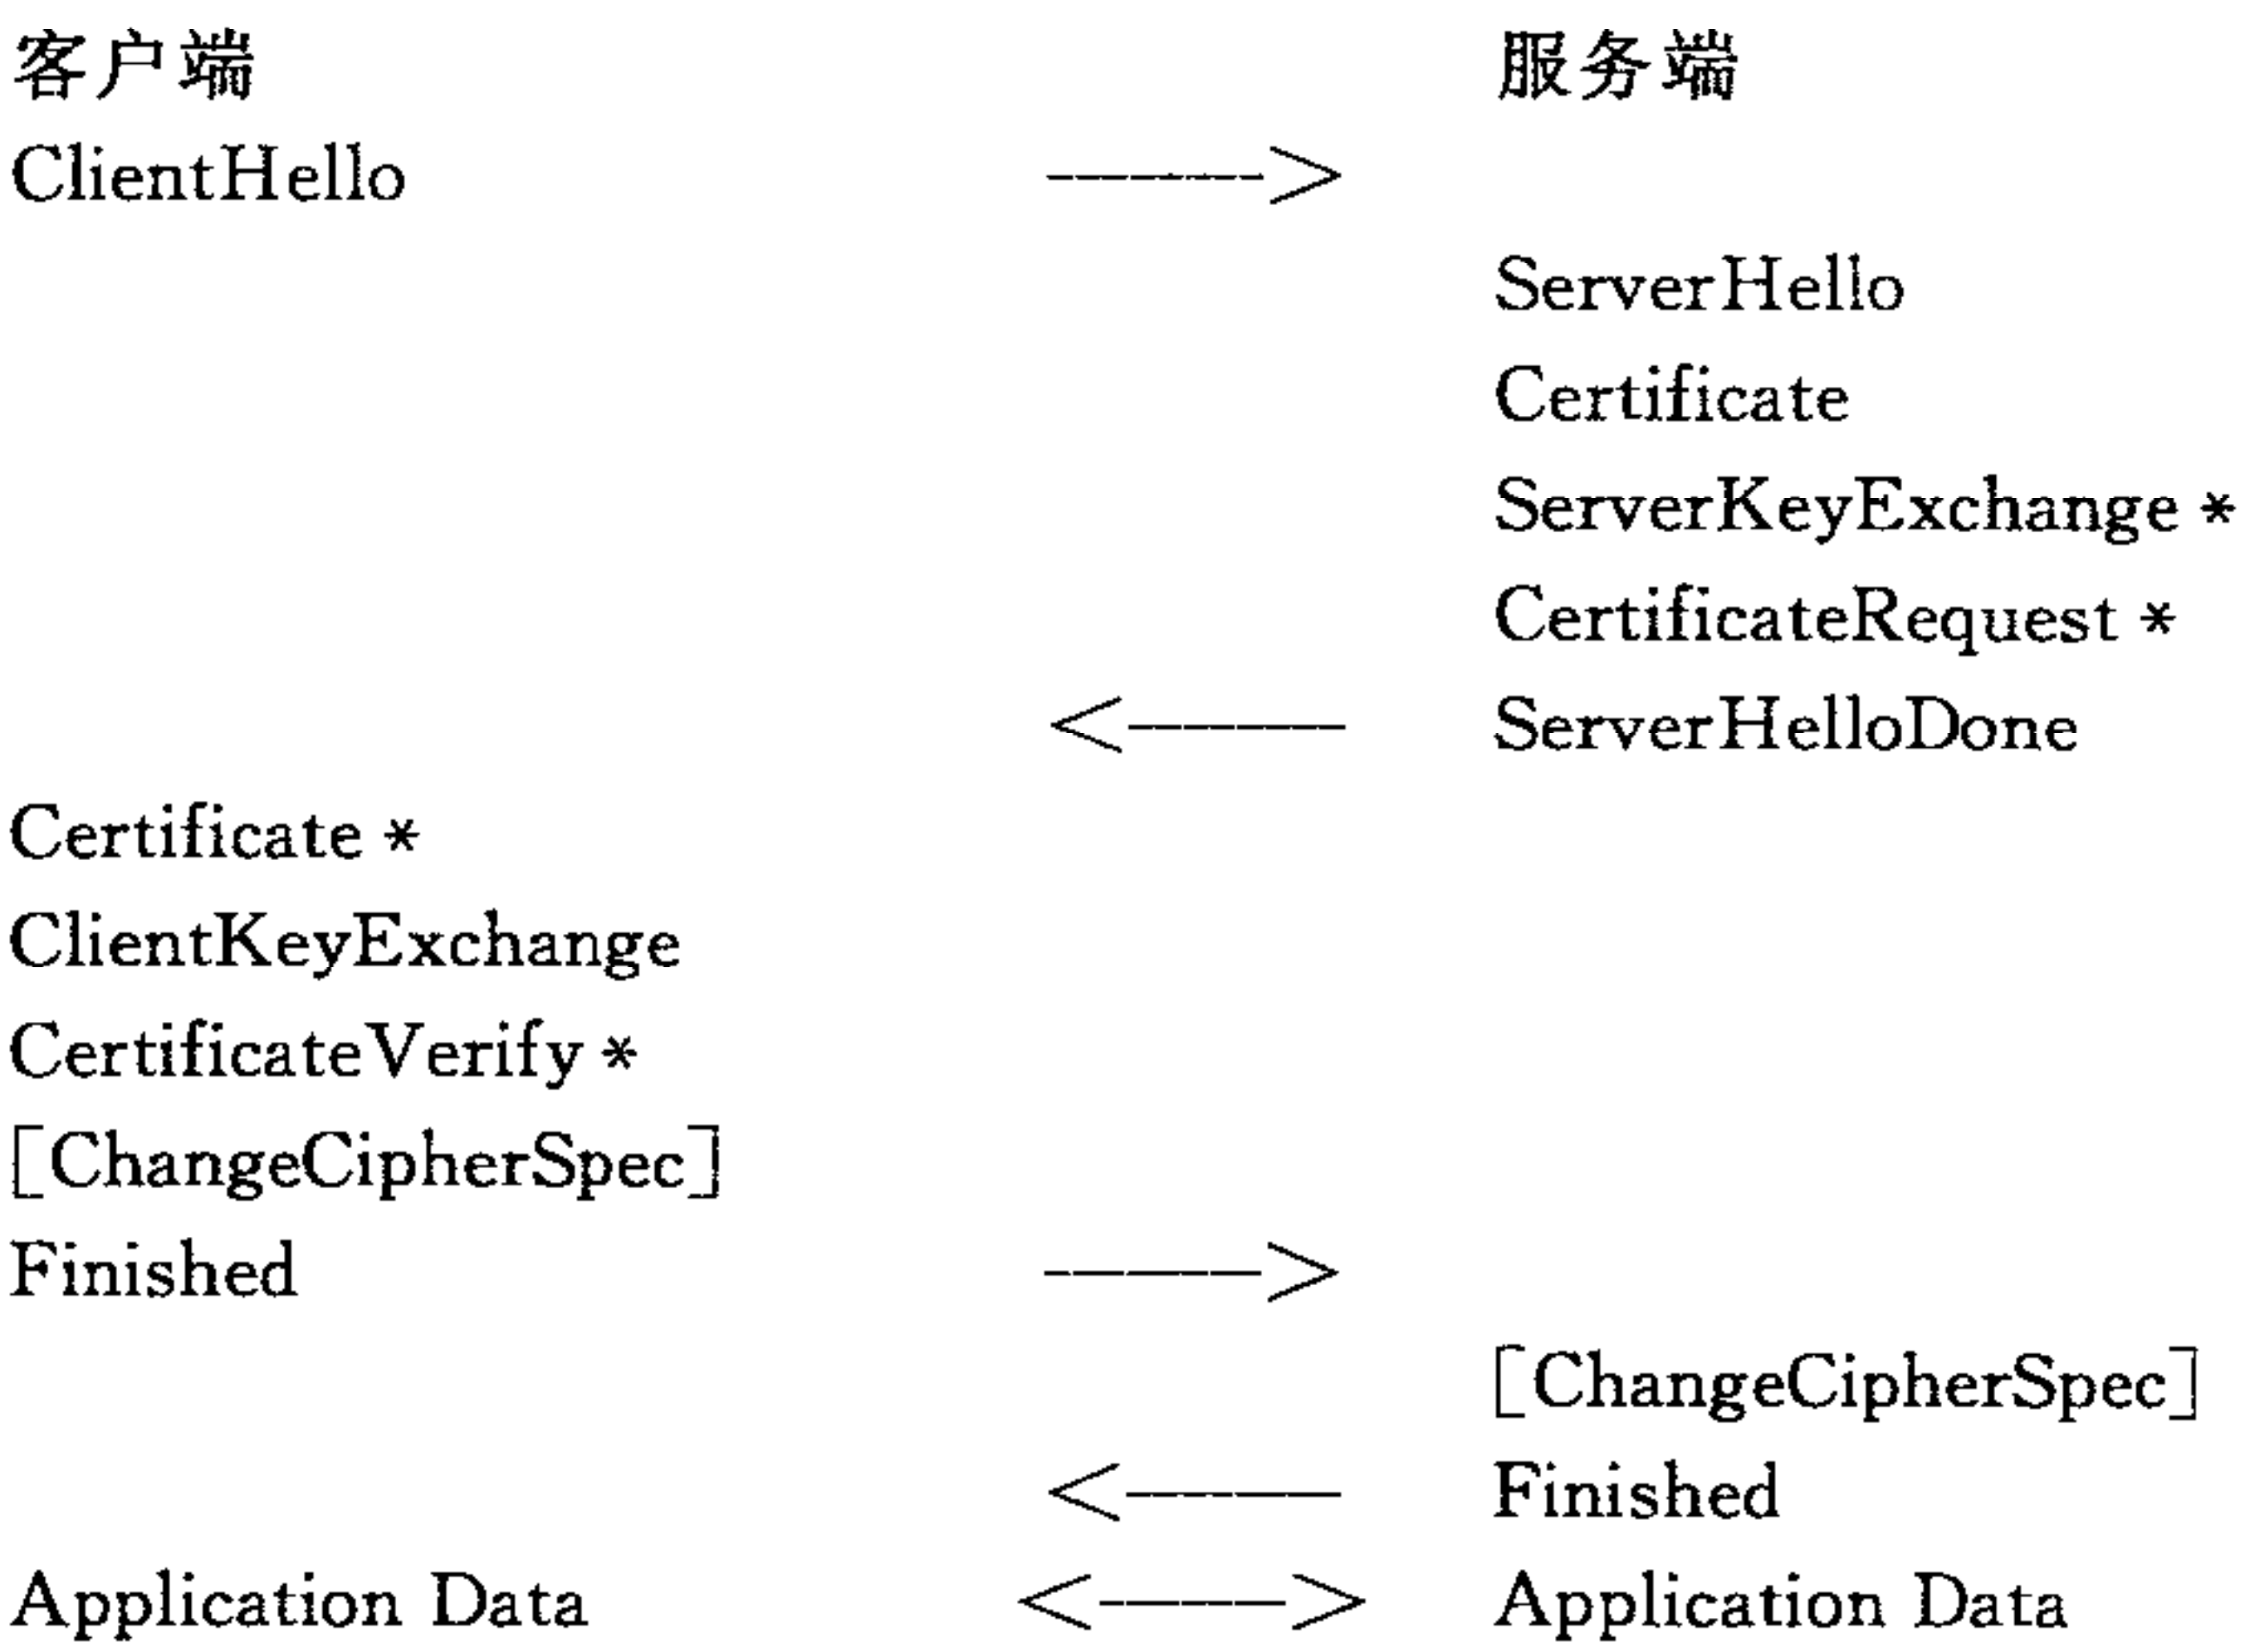 客户端 服务端
ClientHello ------>
ServerHello
Certificate
ServerKeyExchange *
CertificateRequest *
<------ ServerHelloDone
Certificate *
ClientKeyExchange
CertificateVerify *
[ChangeCipherSpec]
Finished ------>
[ChangeCipherSpec]
<------ Finished
Application Data <-----> Application Data